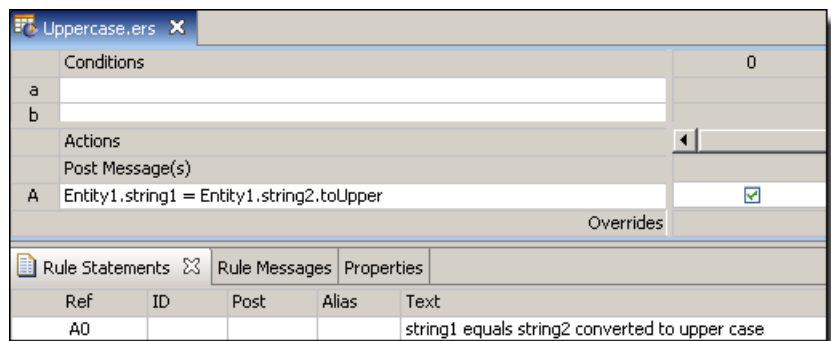 Uppercase.ers
Conditions 0
a
b
Actions
Post Message(s)
A Entity1.string1 = Entity1.string2.toUpper
Overrides
Rule Statements Rule Messages Properties
Ref ID Post Alias Text
A0 string1 equals string2 converted to upper case